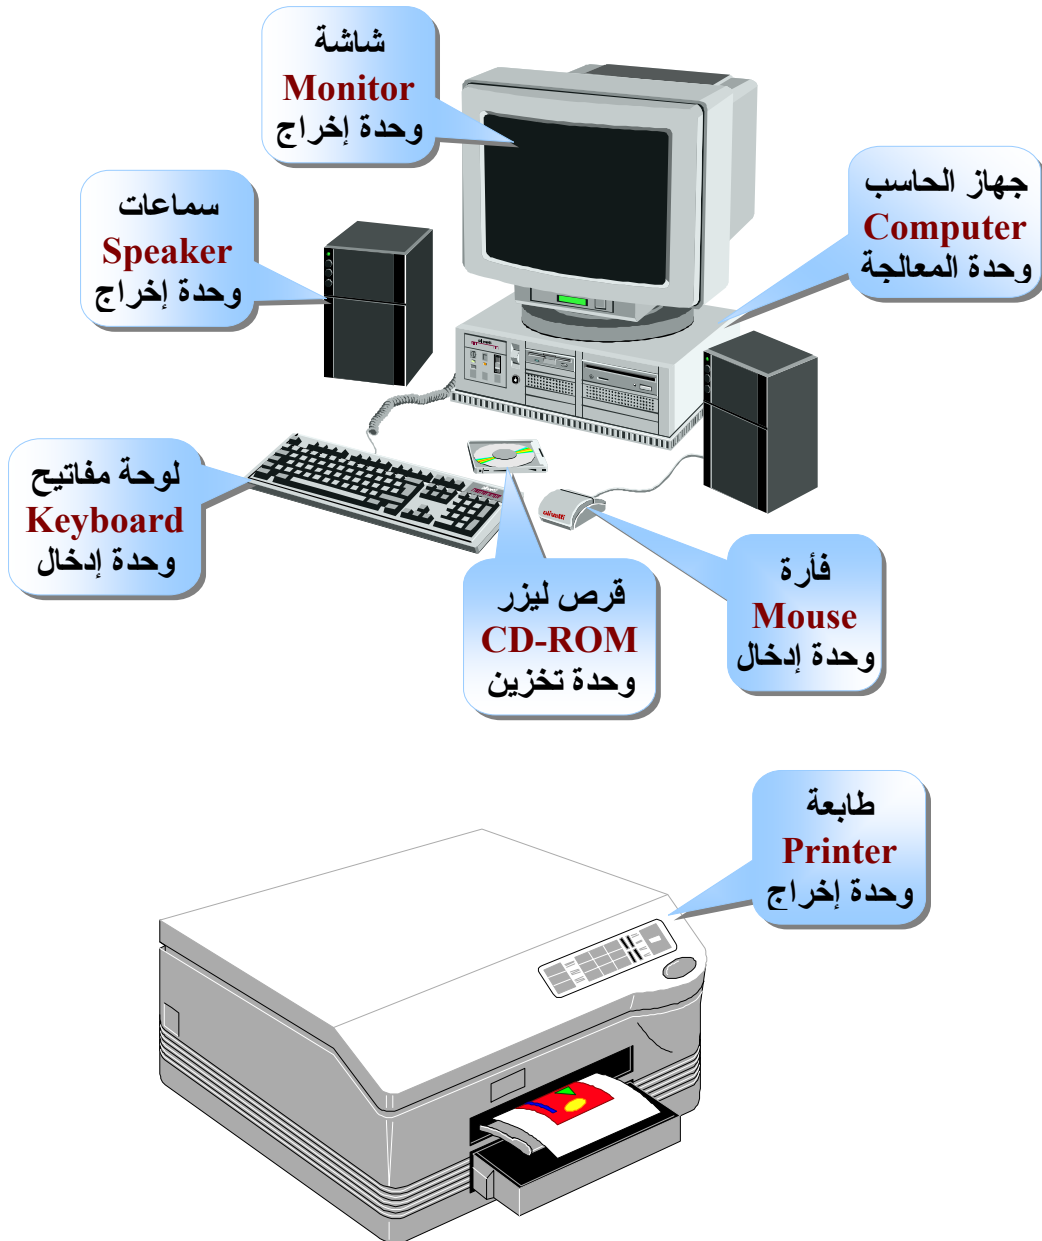 شاشة
Monitor
وحدة إخراج
جهاز الحاسب
Computer
وحدة المعالجة
سماعات
Speaker
وحدة إخراج
لوحة مفاتيح
Keyboard
وحدة إدخال
قرص ليزر
CD-ROM
وحدة تخزين
فأرة
Mouse
وحدة إدخال
olivetti
طابعة
Printer
وحدة إخراج